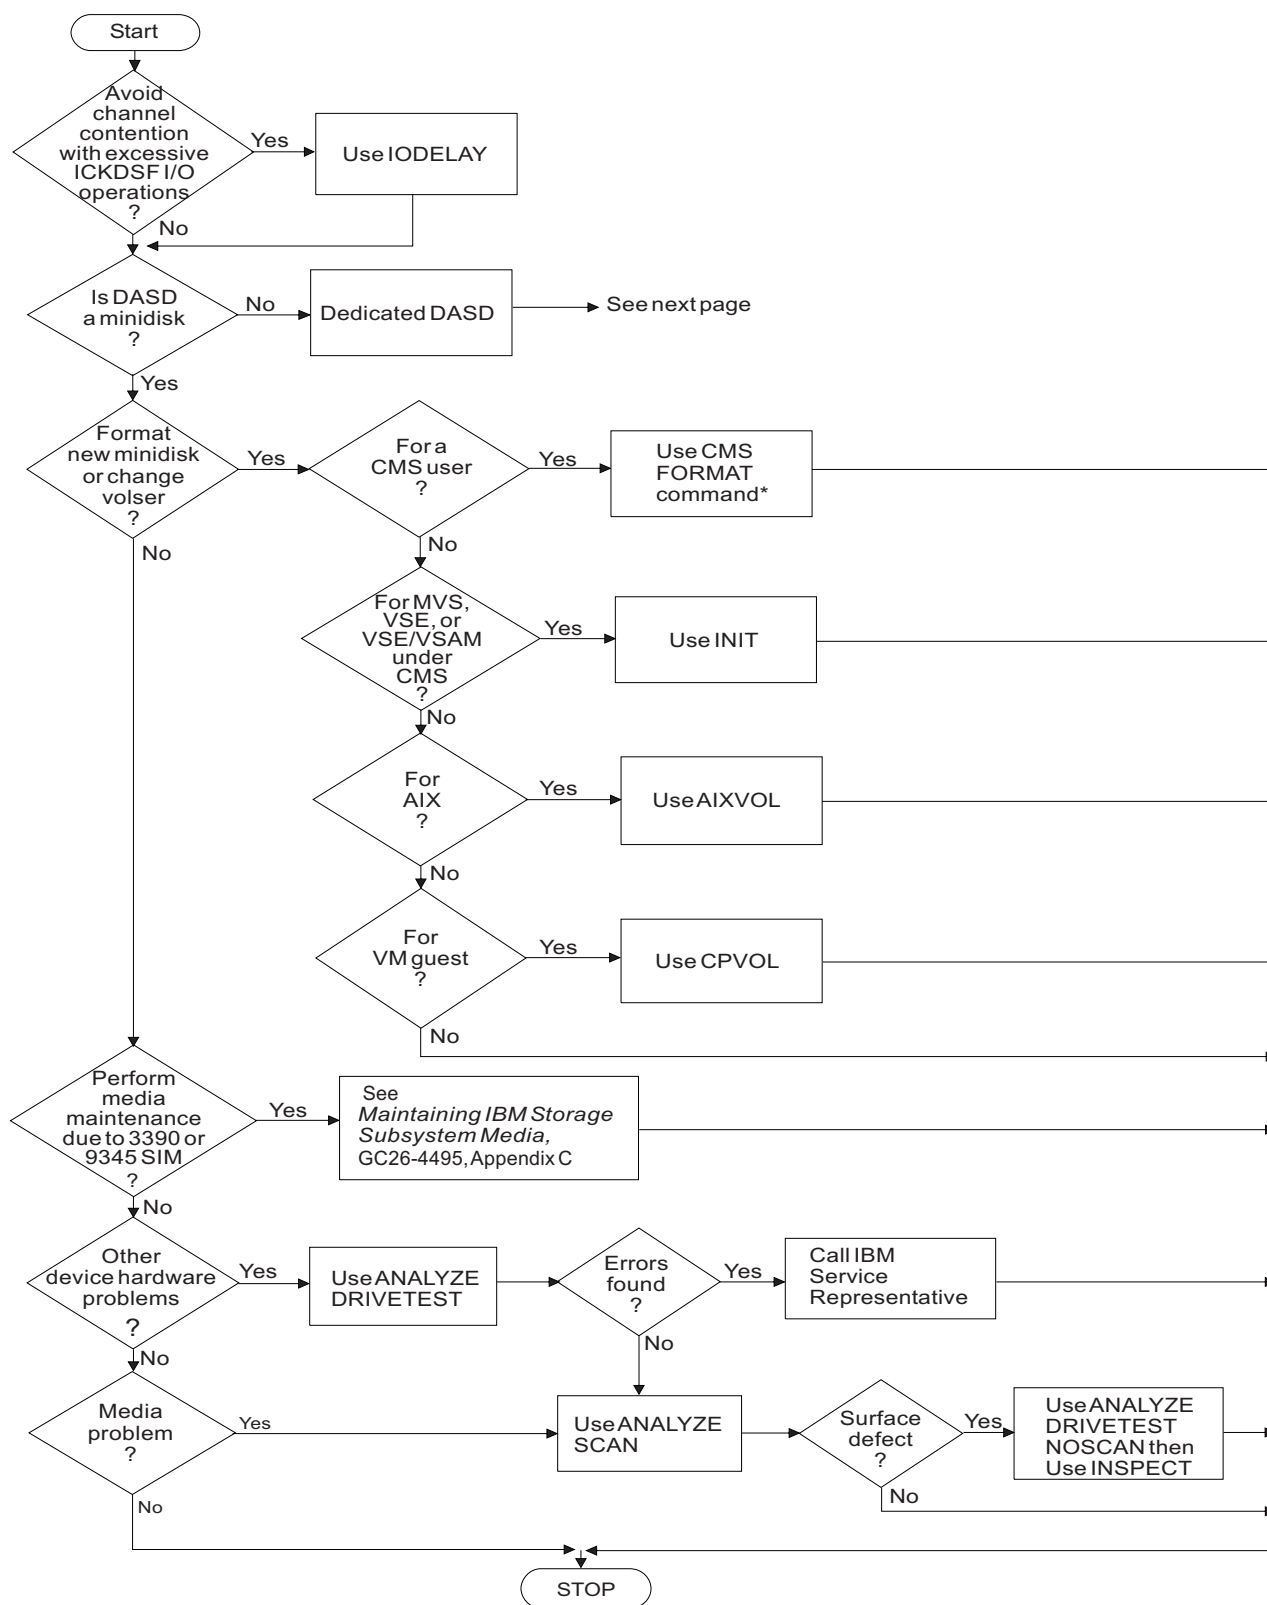 Start
Avoid
channel
contention
with excessive
ICKDSF I/O
operations
?
Yes
Use IODELAY
No
Is DASD
a minidisk
?
No
Dedicated DASD
See next page
Yes
Format
new minidisk
or change
volser
?
Yes
For a
CMS user
?
Yes
Use CMS
FORMAT
command*
No
No
For MVS,
VSE, or
VSE/VSAM
under
CMS
?
Yes
Use INIT
No
For
AIX
?
Yes
Use AIXVOL
No
For
VM guest
?
Yes
Use CPVOL
No
Perform
media
maintenance
due to 3390 or
9345 SIM
?
Yes
See
Maintaining IBM Storage
Subsystem Media,
GC26-4495, Appendix C
No
Other
device hardware
problems
?
Yes
Use ANALYZE
DRIVETEST
Errors
found
?
Yes
Call IBM
Service
Representative
No
No
Media
problem
?
Yes
Use ANALYZE
SCAN
Surface
defect
?
Yes
Use ANALYZE
DRIVETEST
NOSCAN then
Use INSPECT
No
No
STOP